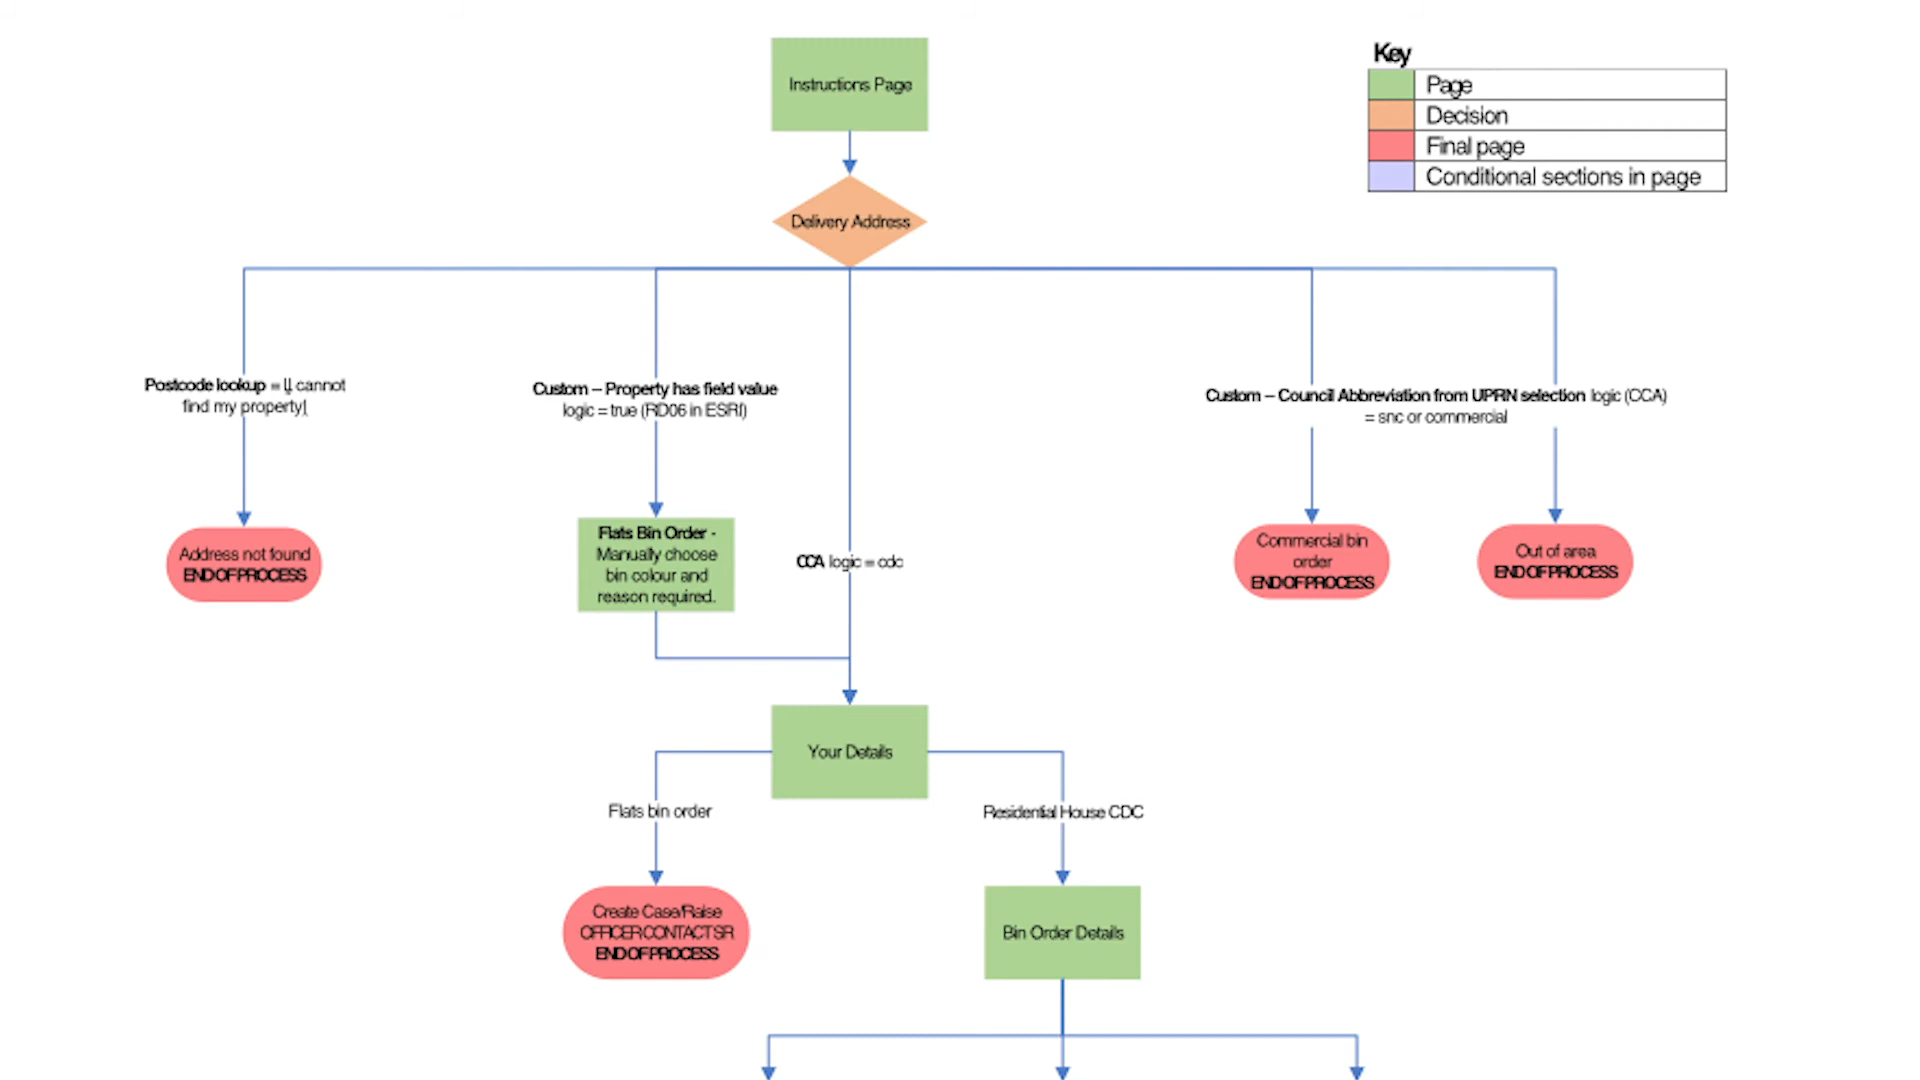 Instructions Page
Key
Page
Decision
Final page
Conditional sections in page
Delivery Address
Postcode lookup = cannot
find my property
Custom – Property has field value
logic = true (RD06 in ESRI)
Custom – Council Abbreviation from UPRN selection logic (CCA)
= snc or commercial
Address not found
END OF PROCESS
Flats Bin Order -
Manually choose
bin colour and
reason required.
CCA logic = cdc
Commercial bin
order
END OF PROCESS
Out of area
END OF PROCESS
Your Details
Flats bin order
Residential House CDC
Create Case/Raise
OFFICER CONTACT SR
END OF PROCESS
Bin Order Details